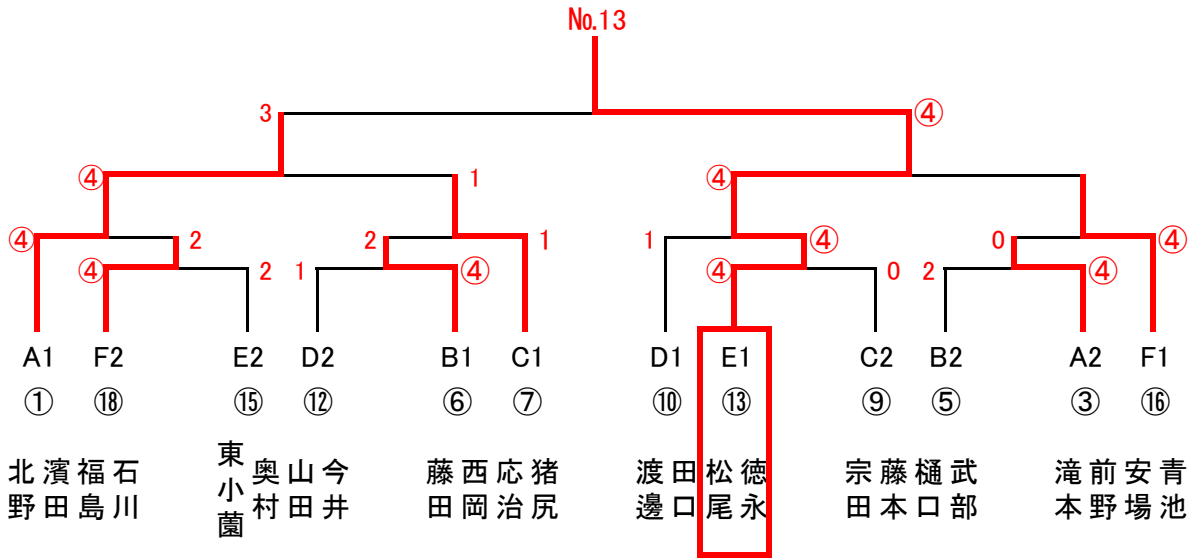 No.13
3 ④
④ 1 ④
④ 2 2 1 1 ④ 0 ④
④ 2 1 ④ ④ 0 2 ④
A1 F2 E2 D2 B1 C1 D1 E1 C2 B2 A2 F1
① ⑱ ⑮ ⑫ ⑥ ⑦ ⑩ ⑬ ⑨ ⑤ ③ ⑯
北野 濱田 福島 石川 東小薗 奥村 山田 今井 藤田 西岡 応治 猪尻 渡邊 田口 松尾 徳永 宗田 藤本 樋口 武部 滝本 前野 安場 青池